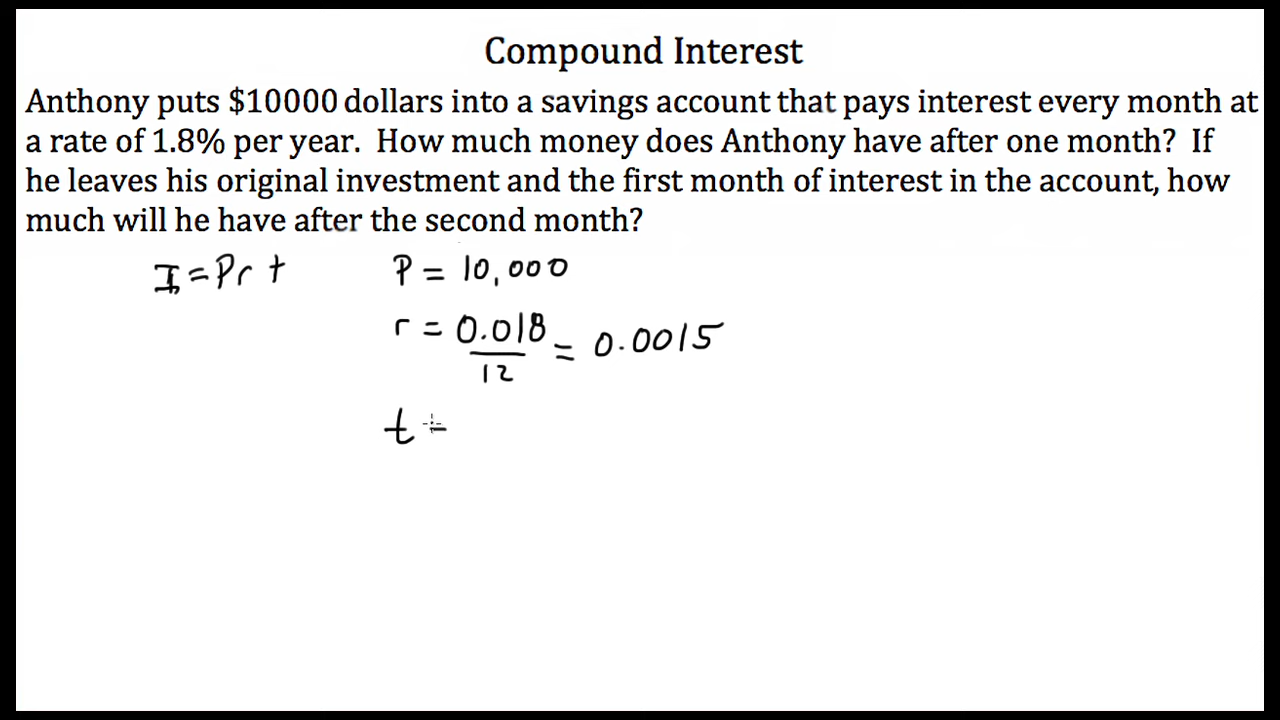 Compound Interest
Anthony puts $10000 dollars into a savings account that pays interest every month at
a rate of 1.8% per year. How much money does Anthony have after one month? If
he leaves his original investment and the first month of interest in the account, how
much will he have after the second month?
I = Prt P = 10,000
r = 0.018 = 0.0015
12
t =